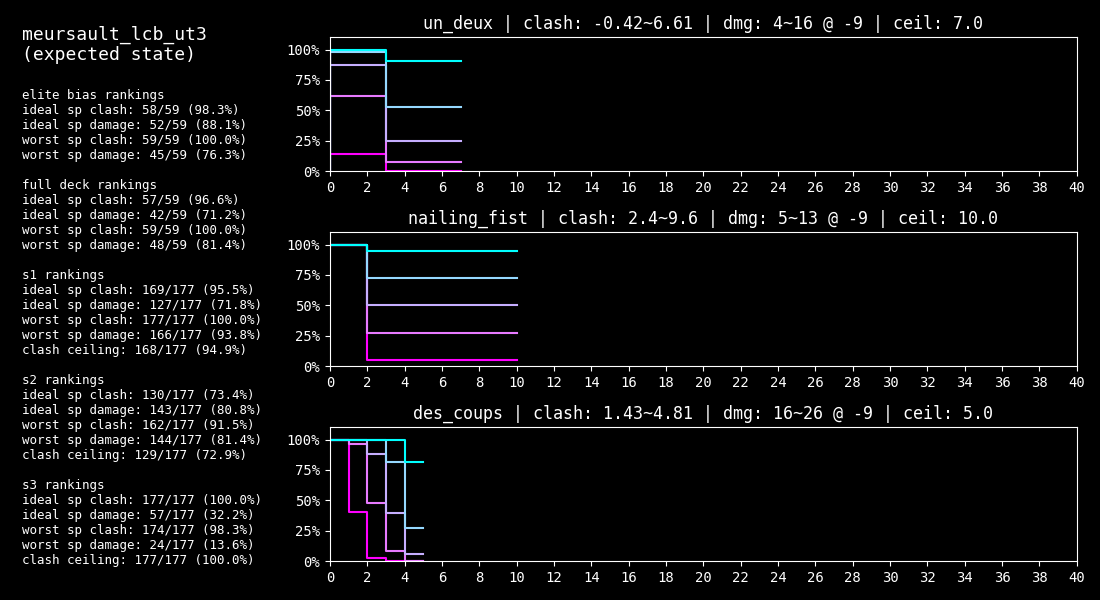 meursault_lcb_ut3
(expected state)
elite bias rankings
ideal sp clash: 58/59 (98.3%)
ideal sp damage: 52/59 (88.1%)
worst sp clash: 59/59 (100.0%)
worst sp damage: 45/59 (76.3%)
full deck rankings
ideal sp clash: 57/59 (96.6%)
ideal sp damage: 42/59 (71.2%)
worst sp clash: 59/59 (100.0%)
worst sp damage: 48/59 (81.4%)
s1 rankings
ideal sp clash: 169/177 (95.5%)
ideal sp damage: 127/177 (71.8%)
worst sp clash: 177/177 (100.0%)
worst sp damage: 166/177 (93.8%)
clash ceiling: 168/177 (94.9%)
s2 rankings
ideal sp clash: 130/177 (73.4%)
ideal sp damage: 143/177 (80.8%)
worst sp clash: 162/177 (91.5%)
worst sp damage: 144/177 (81.4%)
clash ceiling: 129/177 (72.9%)
s3 rankings
ideal sp clash: 177/177 (100.0%)
ideal sp damage: 57/177 (32.2%)
worst sp clash: 174/177 (98.3%)
worst sp damage: 24/177 (13.6%)
clash ceiling: 177/177 (100.0%)
un_deux | clash: -0.42~6.61 | dmg: 4~16 @ -9 | ceil: 7.0
100%
75%
50%
25%
0%
0 2 4 6 8 10 12 14 16 18 20 22 24 26 28 30 32 34 36 38 40
nailing_fist | clash: 2.4~9.6 | dmg: 5~13 @ -9 | ceil: 10.0
100%
75%
50%
25%
0%
0 2 4 6 8 10 12 14 16 18 20 22 24 26 28 30 32 34 36 38 40
des_coups | clash: 1.43~4.81 | dmg: 16~26 @ -9 | ceil: 5.0
100%
75%
50%
25%
0%
0 2 4 6 8 10 12 14 16 18 20 22 24 26 28 30 32 34 36 38 40